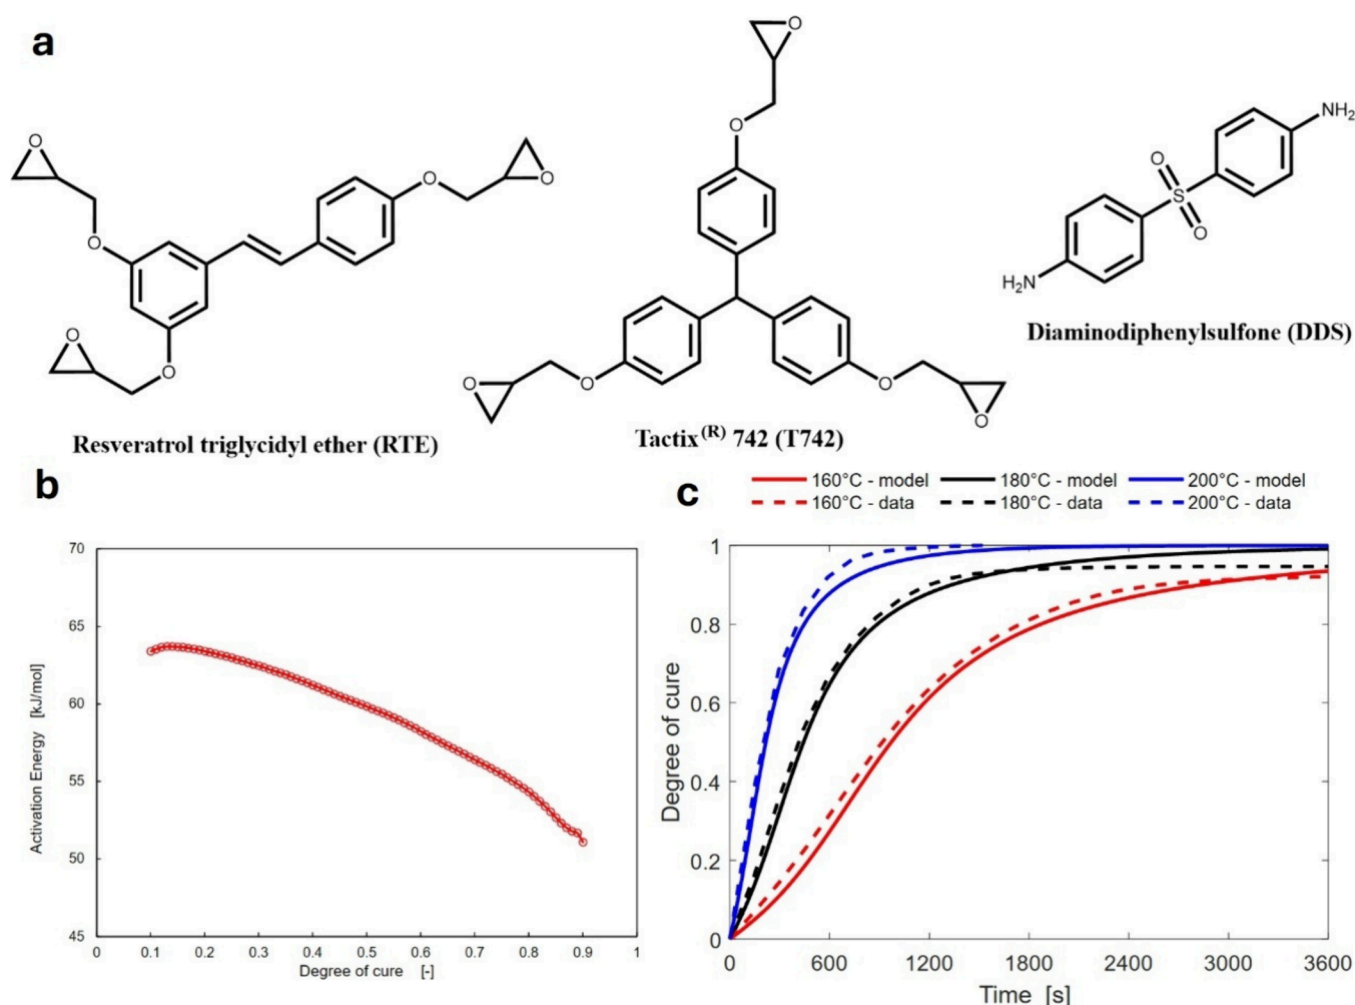 a
O
O
O
O
O
O
O
O
O
O
O
O
NH2
O
S
O
H2N
Diaminodiphenylsulfone (DDS)
Resveratrol triglycidyl ether (RTE)
Tactix(R) 742 (T742)
b
70
65
60
55
50
45
0
0.1
0.2
0.3
0.4
0.5
0.6
0.7
0.8
0.9
1
Activation Energy [kJ/mol]
Degree of cure [-]
c
160°C - model
180°C - model
200°C - model
160°C - data
180°C - data
200°C - data
1
0.8
0.6
0.4
0.2
0
0
600
1200
1800
2400
3000
3600
Degree of cure
Time [s]